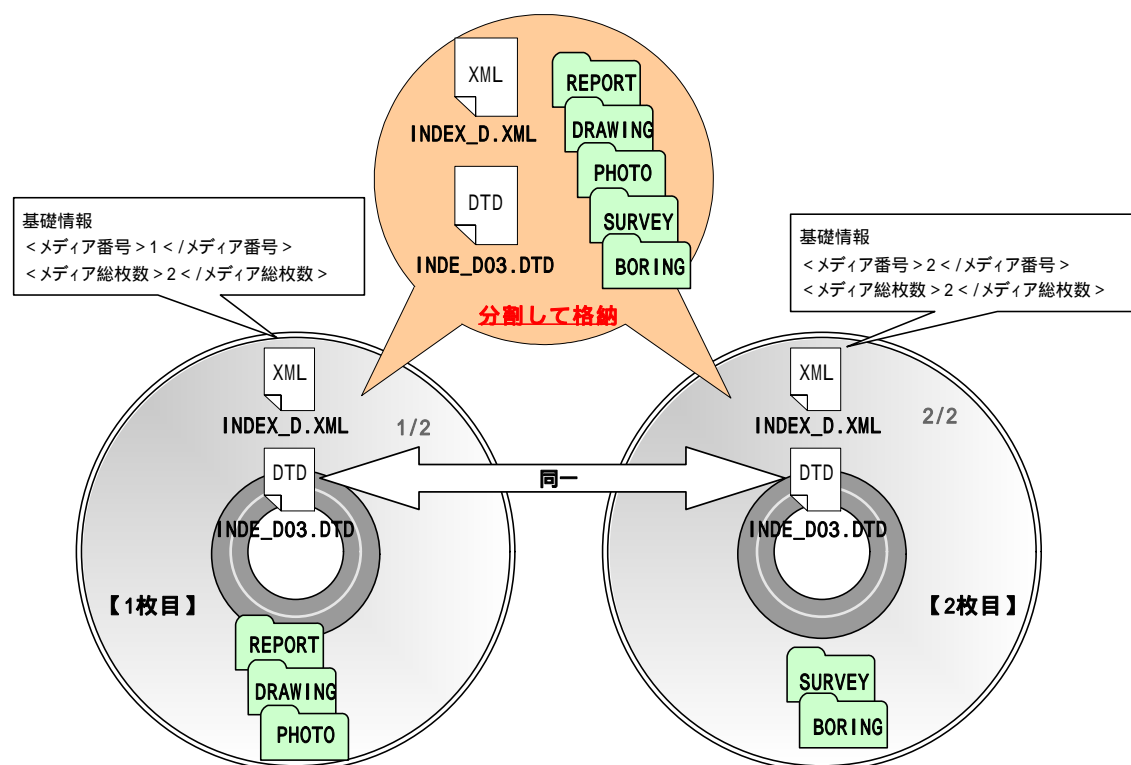 XML
INDEX_D.XML
DTD
INDE_D03.DTD
REPORT
DRAWING
PHOTO
SURVEY
BORING
分割して格納
基礎情報
<メディア番号>1</メディア番号>
<メディア総枚数>2</メディア総枚数>
基礎情報
<メディア番号>2</メディア番号>
<メディア総枚数>2</メディア総枚数>
XML
INDEX_D.XML
1/2
DTD
INDE_D03.DTD
【1枚目】
REPORT
DRAWING
PHOTO
同一
XML
INDEX_D.XML
2/2
DTD
INDE_D03.DTD
【2枚目】
SURVEY
BORING